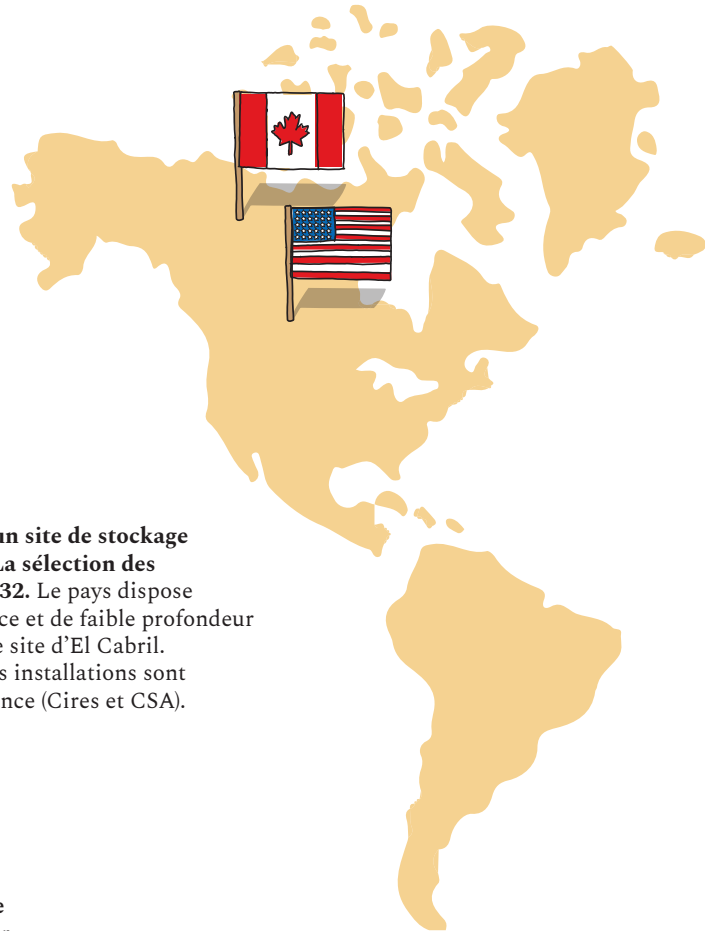 un site de stockage
La sélection des
32. Le pays dispose
ce et de faible profondeur
e site d'El Cabril.
s installations sont
nce (Cires et CSA).
e